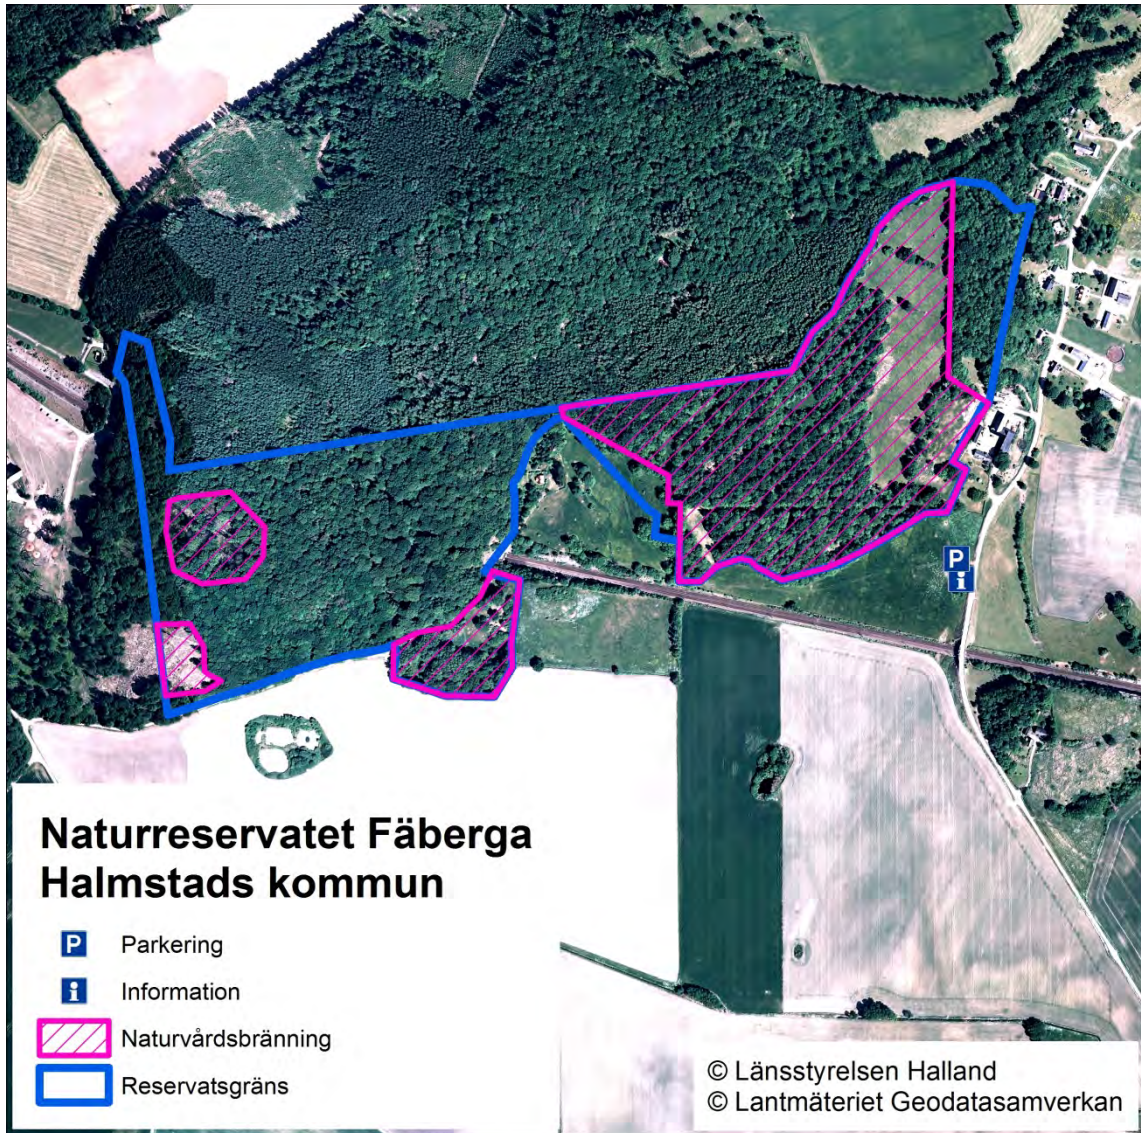 P
i
Naturreservatet Fäberga
Halmstads kommun
P Parkering
i Information
Naturvårdsbränning
Reservatsgräns
© Länsstyrelsen Halland
© Lantmäteriet Geodatasamverkan